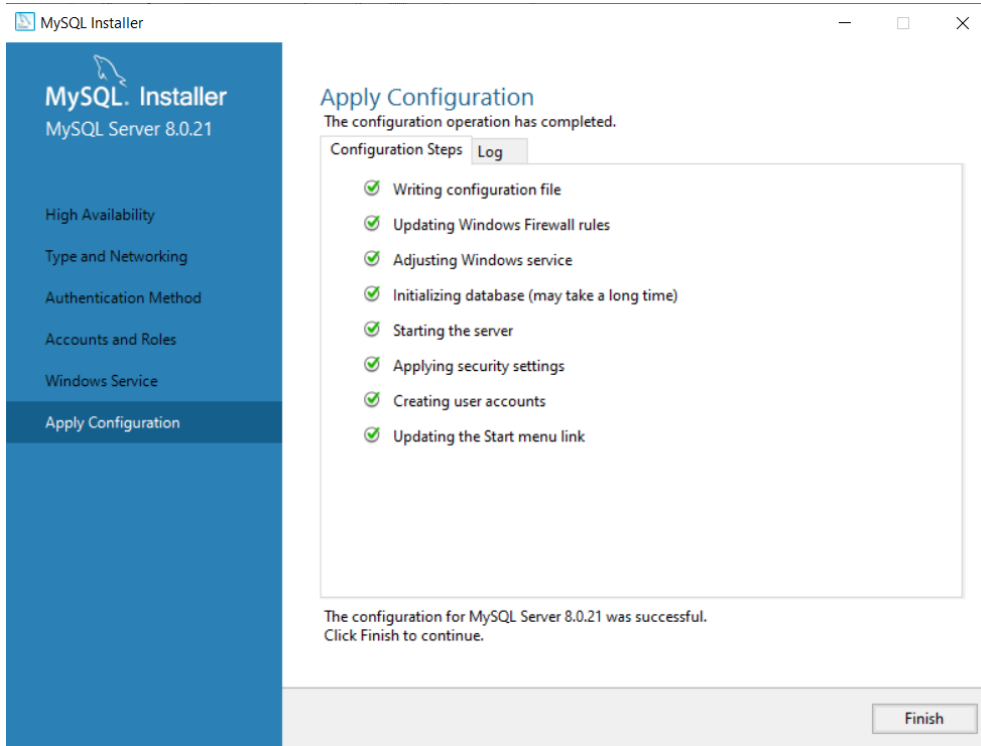 MySQL Installer
MySQL. Installer
MySQL Server 8.0.21
High Availability
Type and Networking
Authentication Method
Accounts and Roles
Windows Service
Apply Configuration
Apply Configuration
The configuration operation has completed.
Configuration Steps Log
Writing configuration file
Updating Windows Firewall rules
Adjusting Windows service
Initializing database (may take a long time)
Starting the server
Applying security settings
Creating user accounts
Updating the Start menu link
The configuration for MySQL Server 8.0.21 was successful.
Click Finish to continue.
Finish